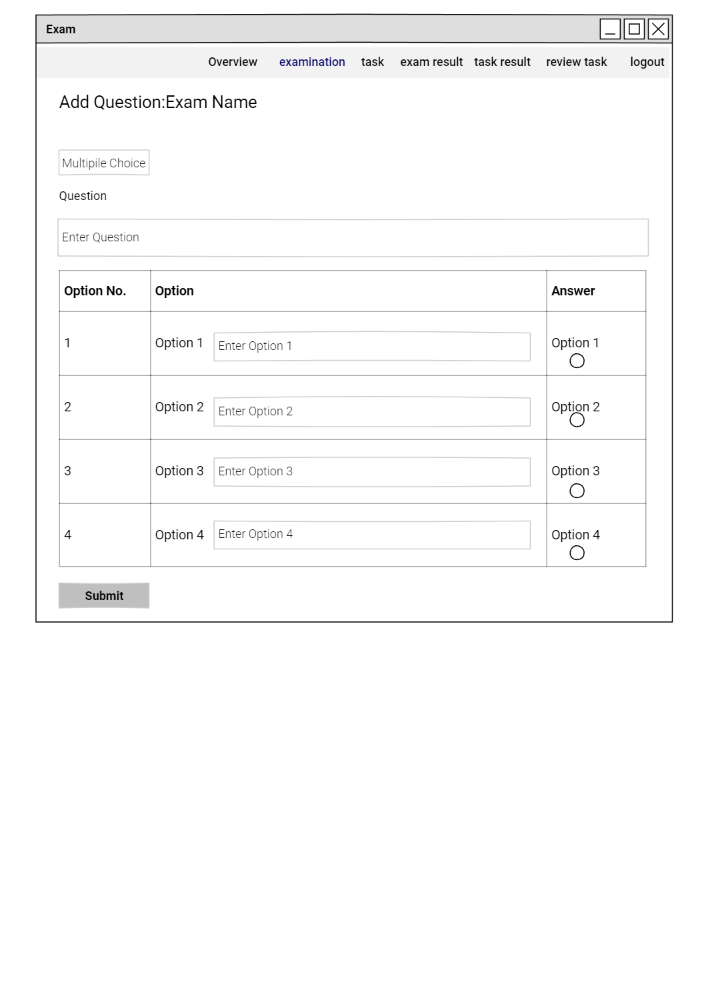 Exam
Overview examination task exam result task result review task logout
Add Question:Exam Name
Multipile Choice
Question
Enter Question
Option No. Option Answer
1 Option 1 Enter Option 1 Option 1
2 Option 2 Enter Option 2 Option 2
3 Option 3 Enter Option 3 Option 3
4 Option 4 Enter Option 4 Option 4
Submit